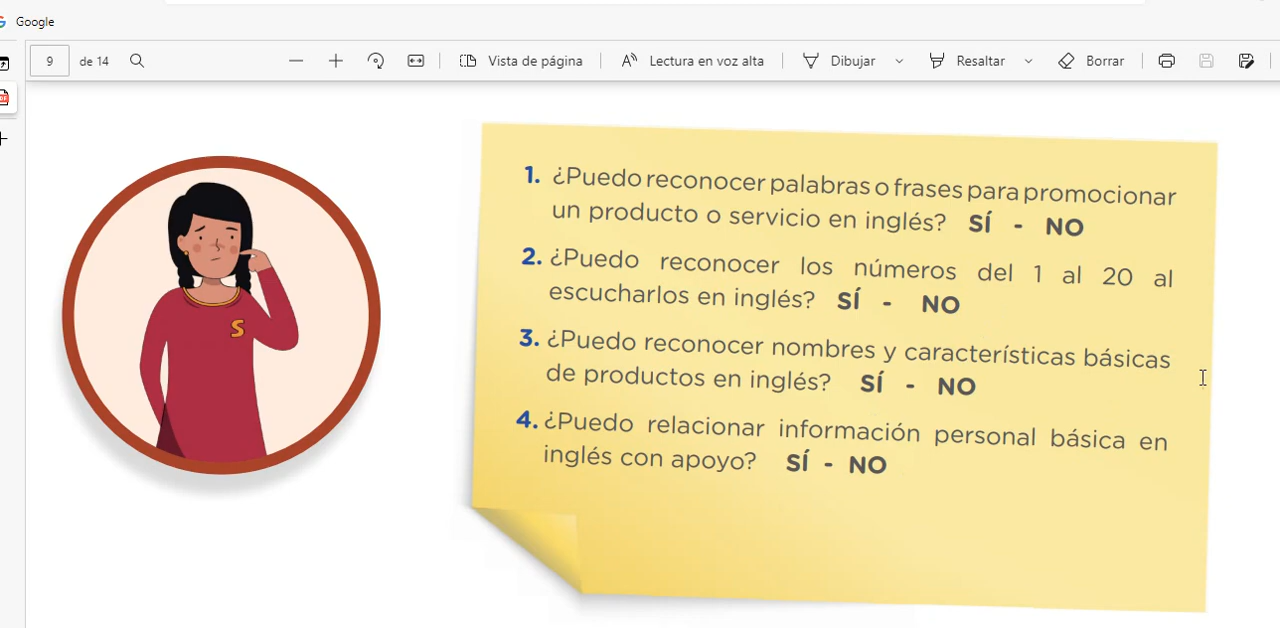 Google
9 de 14 Vista de página Lectura en voz alta Dibujar Resaltar Borrar
1. ¿Puedo reconocer palabras o frases para promocionar
un producto o servicio en inglés? SÍ - NO
2. ¿Puedo reconocer los números del 1 al 20 al
escucharlos en inglés? SÍ - NO
3. ¿Puedo reconocer nombres y características básicas
de productos en inglés? SÍ - NO
4. ¿Puedo relacionar información personal básica en
inglés con apoyo? SÍ - NO
S